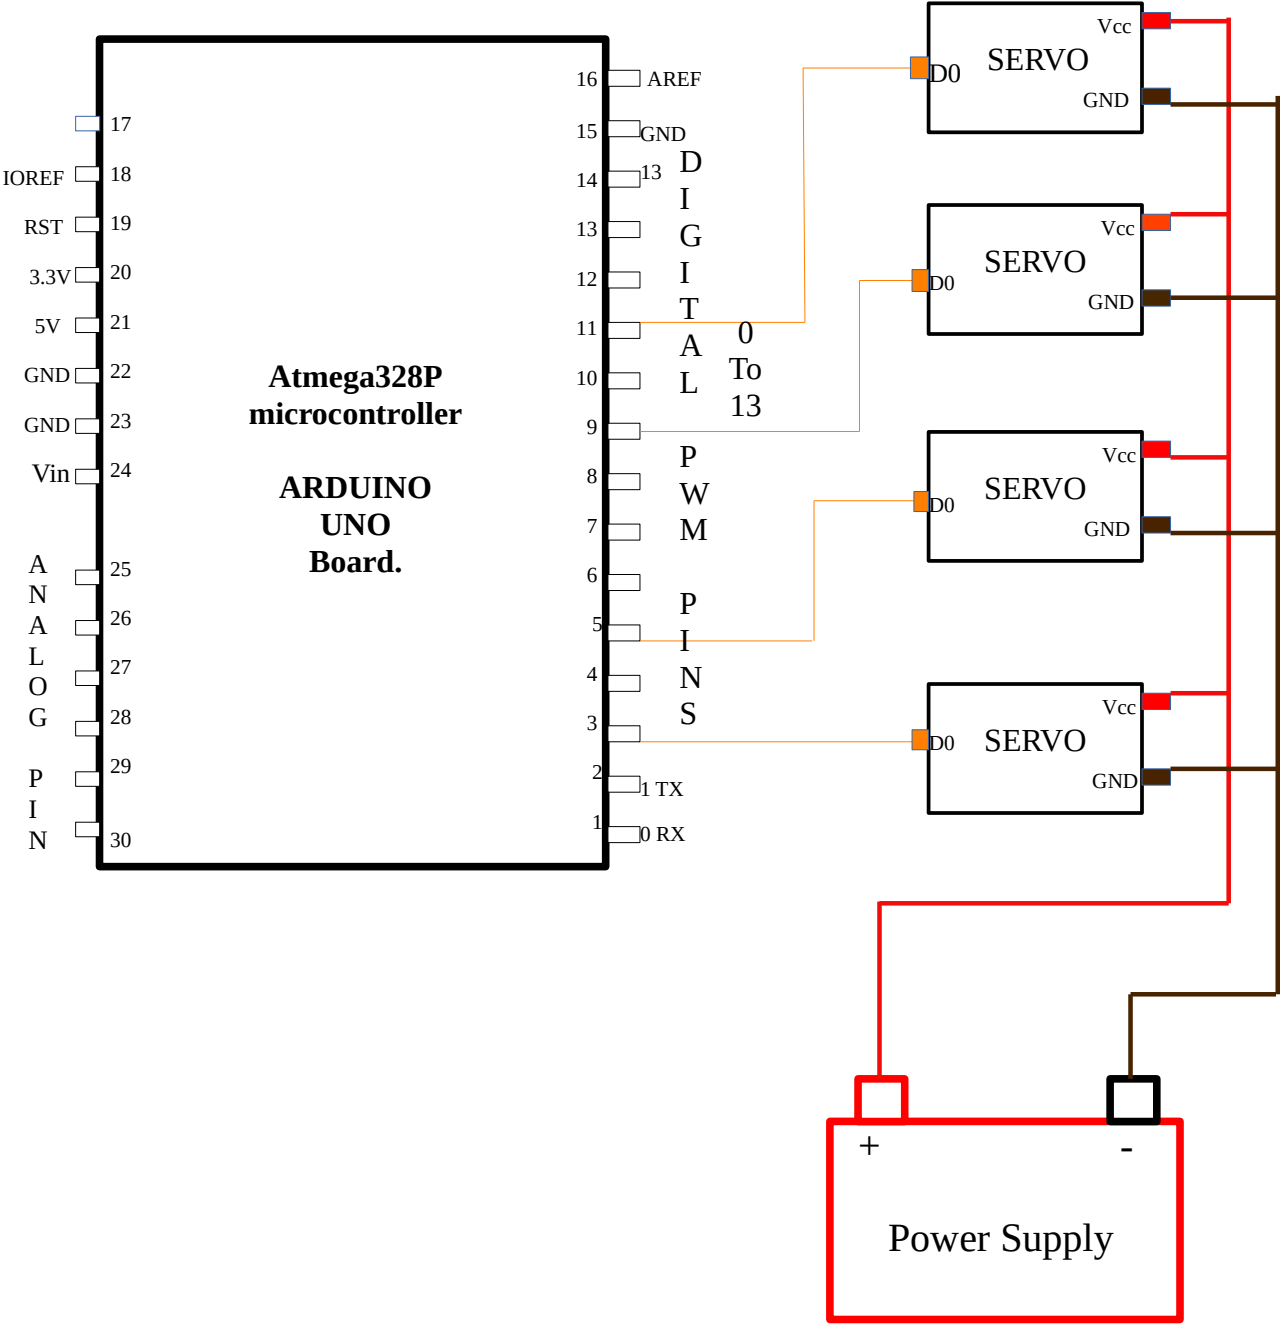 17
18
19
20
21
22
23
24
25
26
27
28
29
30
IOREF
RST
3.3V
5V
GND
GND
Vin
A
N
A
L
O
G
P
I
N
Atmega328P
microcontroller
ARDUINO
UNO
Board.
16
15
14
13
12
11
10
9
8
7
6
5
4
3
2
1
AREF
GND
13
D
I
G
I
T
A
L
0
To
13
P
W
M
P
I
N
S
1 TX
0 RX
Vcc
SERVO
D0
GND
Vcc
SERVO
D0
GND
Vcc
SERVO
D0
GND
Vcc
SERVO
D0
GND
+
-
Power Supply